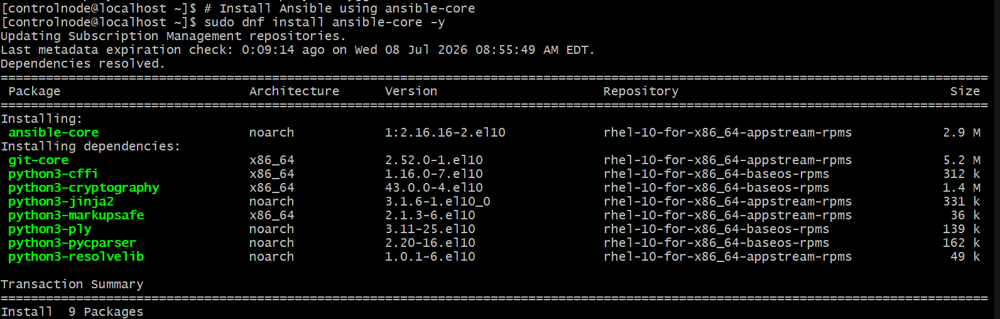 [controlnode@localhost ~]$ # Install Ansible using ansible-core
[controlnode@localhost ~]$ sudo dnf install ansible-core -y
Updating Subscription Management repositories.
Last metadata expiration check: 0:09:14 ago on Wed 08 Jul 2026 08:55:49 AM EDT.
Dependencies resolved.
===================================================================================================================================
Package Architecture Version Repository Size
===================================================================================================================================
Installing:
ansible-core noarch 1:2.16.16-2.el10 rhel-10-for-x86_64-appstream-rpms 2.9 M
Installing dependencies:
git-core x86_64 2.52.0-1.el10 rhel-10-for-x86_64-appstream-rpms 5.2 M
python3-cffi x86_64 1.16.0-7.el10 rhel-10-for-x86_64-baseos-rpms 312 k
python3-cryptography x86_64 43.0.0-4.el10 rhel-10-for-x86_64-baseos-rpms 1.4 M
python3-jinja2 noarch 3.1.6-1.el10_0 rhel-10-for-x86_64-appstream-rpms 331 k
python3-markupsafe x86_64 2.1.3-6.el10 rhel-10-for-x86_64-appstream-rpms 36 k
python3-ply noarch 3.11-25.el10 rhel-10-for-x86_64-baseos-rpms 139 k
python3-pycparser noarch 2.20-16.el10 rhel-10-for-x86_64-baseos-rpms 162 k
python3-resolvelib noarch 1.0.1-6.el10 rhel-10-for-x86_64-appstream-rpms 49 k
Transaction Summary
===================================================================================================================================
Install 9 Packages